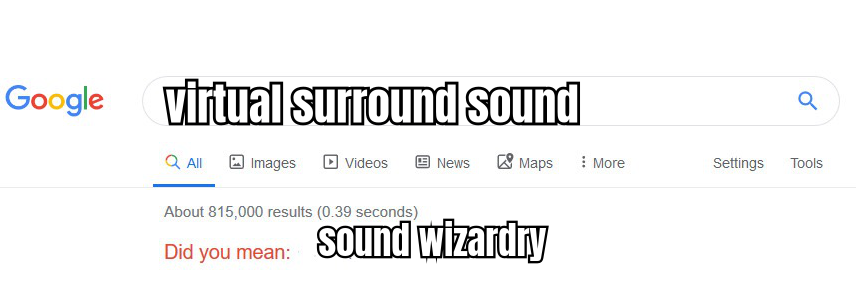 Google virtual surround sound
All Images Videos News Maps More Settings Tools
About 815,000 results (0.39 seconds)
Did you mean: sound wizardry